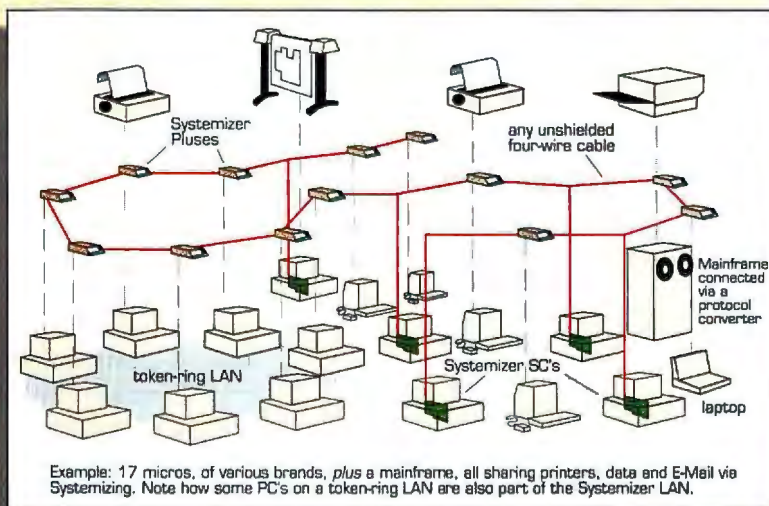 Systemizer
Pluses
any unshielded
four-wire cable
Mainframe
connected
via a
protocol
converter
token-ring LAN
Systemizer SC's
laptop
Example: 17 micros, of various brands, plus a mainframe, all sharing printers, data and E-Mail via
Systemizing. Note how some PC's on a token-ring LAN are also part of the Systemizer LAN.